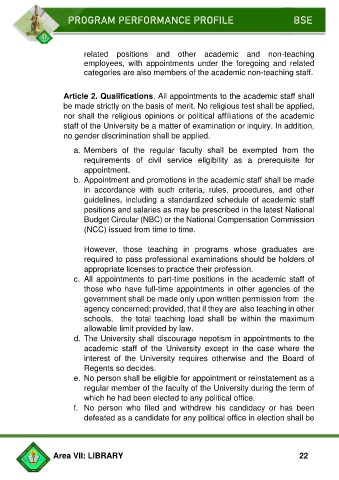 PROGRAM PERFORMANCE PROFILE BSE
related positions and other academic and non-teaching
employees, with appointments under the foregoing and related
categories are also members of the academic non-teaching staff.
Article 2. Qualifications. All appointments to the academic staff shall
be made strictly on the basis of merit. No religious test shall be applied,
nor shall the religious opinions or political affiliations of the academic
staff of the University be a matter of examination or inquiry. In addition,
no gender discrimination shall be applied.
a. Members of the regular faculty shall be exempted from the
requirements of civil service eligibility as a prerequisite for
appointment.
b. Appointment and promotions in the academic staff shall be made
in accordance with such criteria, rules, procedures, and other
guidelines, including a standardized schedule of academic staff
positions and salaries as may be prescribed in the latest National
Budget Circular (NBC) or the National Compensation Commission
(NCC) issued from time to time.
However, those teaching in programs whose graduates are
required to pass professional examinations should be holders of
appropriate licenses to practice their profession.
c. All appointments to part-time positions in the academic staff of
those who have full-time appointments in other agencies of the
government shall be made only upon written permission from the
agency concerned; provided, that if they are also teaching in other
schools. the total teaching load shall be within the maximum
allowable limit provided by law.
d. The University shall discourage nepotism in appointments to the
academic staff of the University except in the case where the
interest of the University requires otherwise and the Board of
Regents so decides.
e. No person shall be eligible for appointment or reinstatement as a
regular member of the faculty of the University during the term of
which he had been elected to any political office.
f. No person who filed and withdrew his candidacy or has been
defeated as a candidate for any political office in election shall be
Area VII: LIBRARY 22